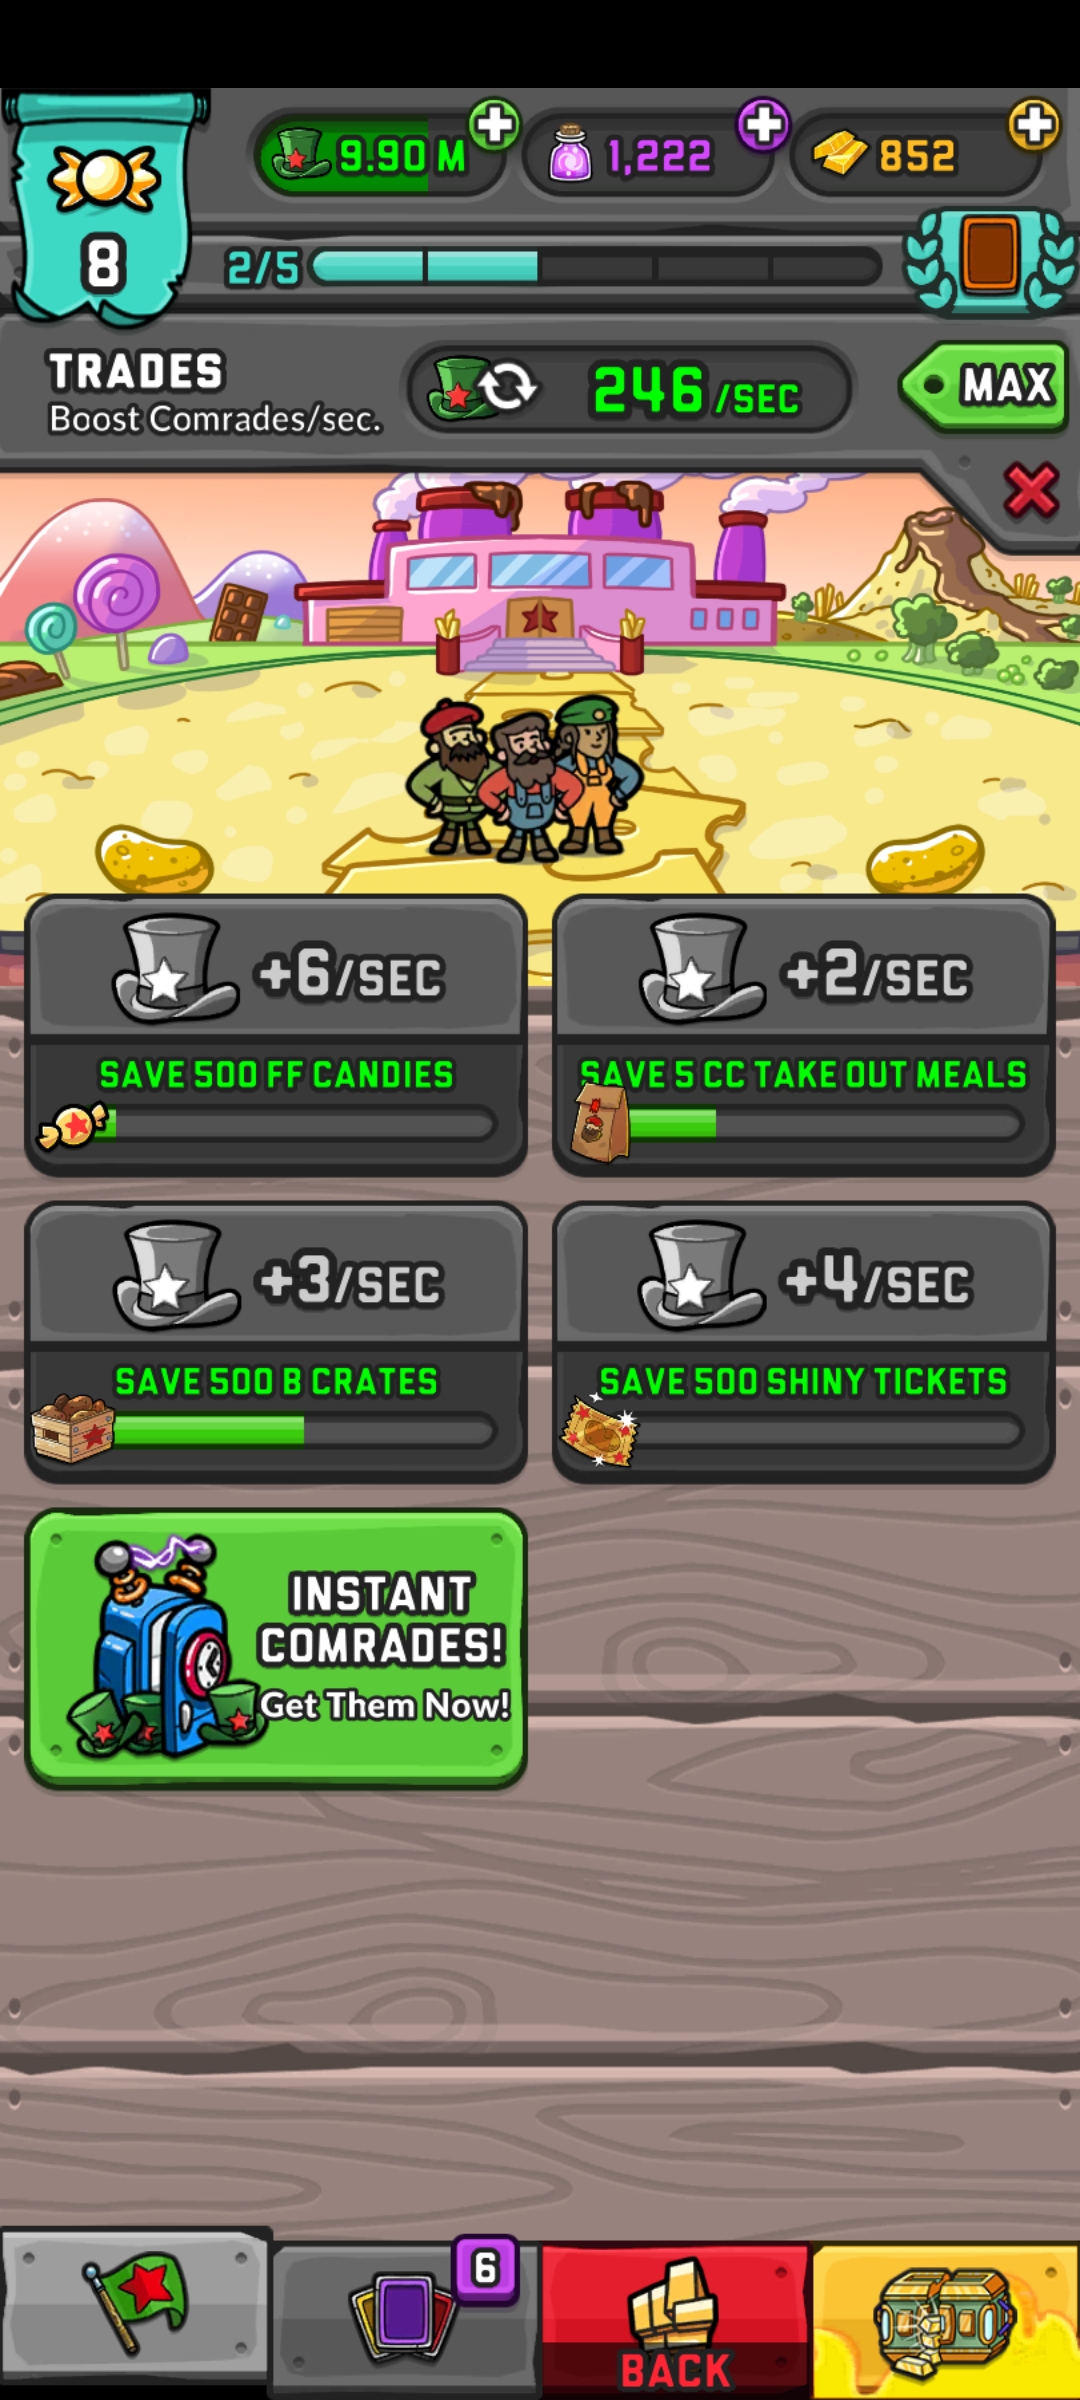 9.90 M
1,222
852
8
2/5
TRADES
Boost Comrades/sec.
246 /SEC
MAX
+6/SEC
+2/SEC
SAVE 500 FF CANDIES
SAVE 5 CC TAKE OUT MEALS
+3/SEC
+4/SEC
SAVE 500 B CRATES
SAVE 500 SHINY TICKETS
INSTANT
COMRADES!
Get Them Now!
6
BACK